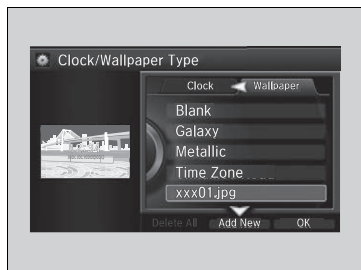 Clock/Wallpaper Type
Clock
Wallpaper
Blank
Galaxy
Metallic
Time Zone
xxx01.jpg
Delete All
Add New
OK